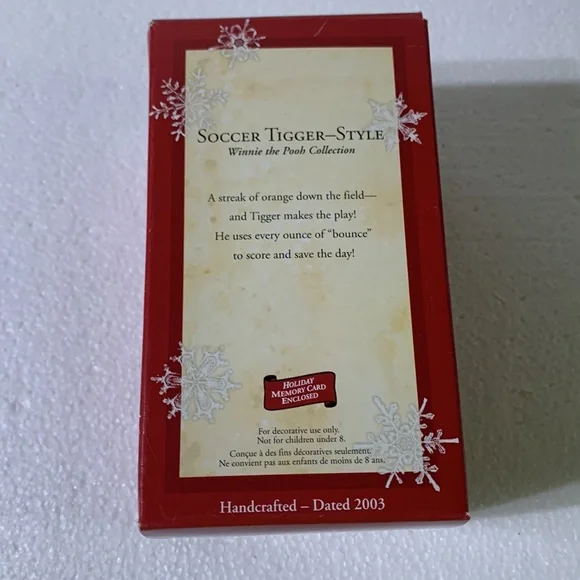 SOCCER TIGGER–STYLE
Winnie the Pooh Collection
A streak of orange down the field—
and Tigger makes the play!
He uses every ounce of “bounce”
to score and save the day!
HOLIDAY
MEMORY CARD
ENCLOSED
For decorative use only.
Not for children under 8.
Conçue à des fins décoratives seulement.
Ne convient pas aux enfants de moins de 8 ans.
Handcrafted – Dated 2003